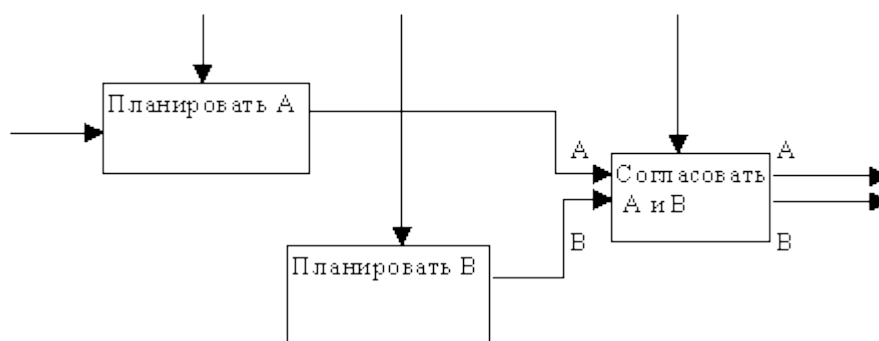 Планировать А
А
А
Согласовать
А и В
В
В
Планировать В